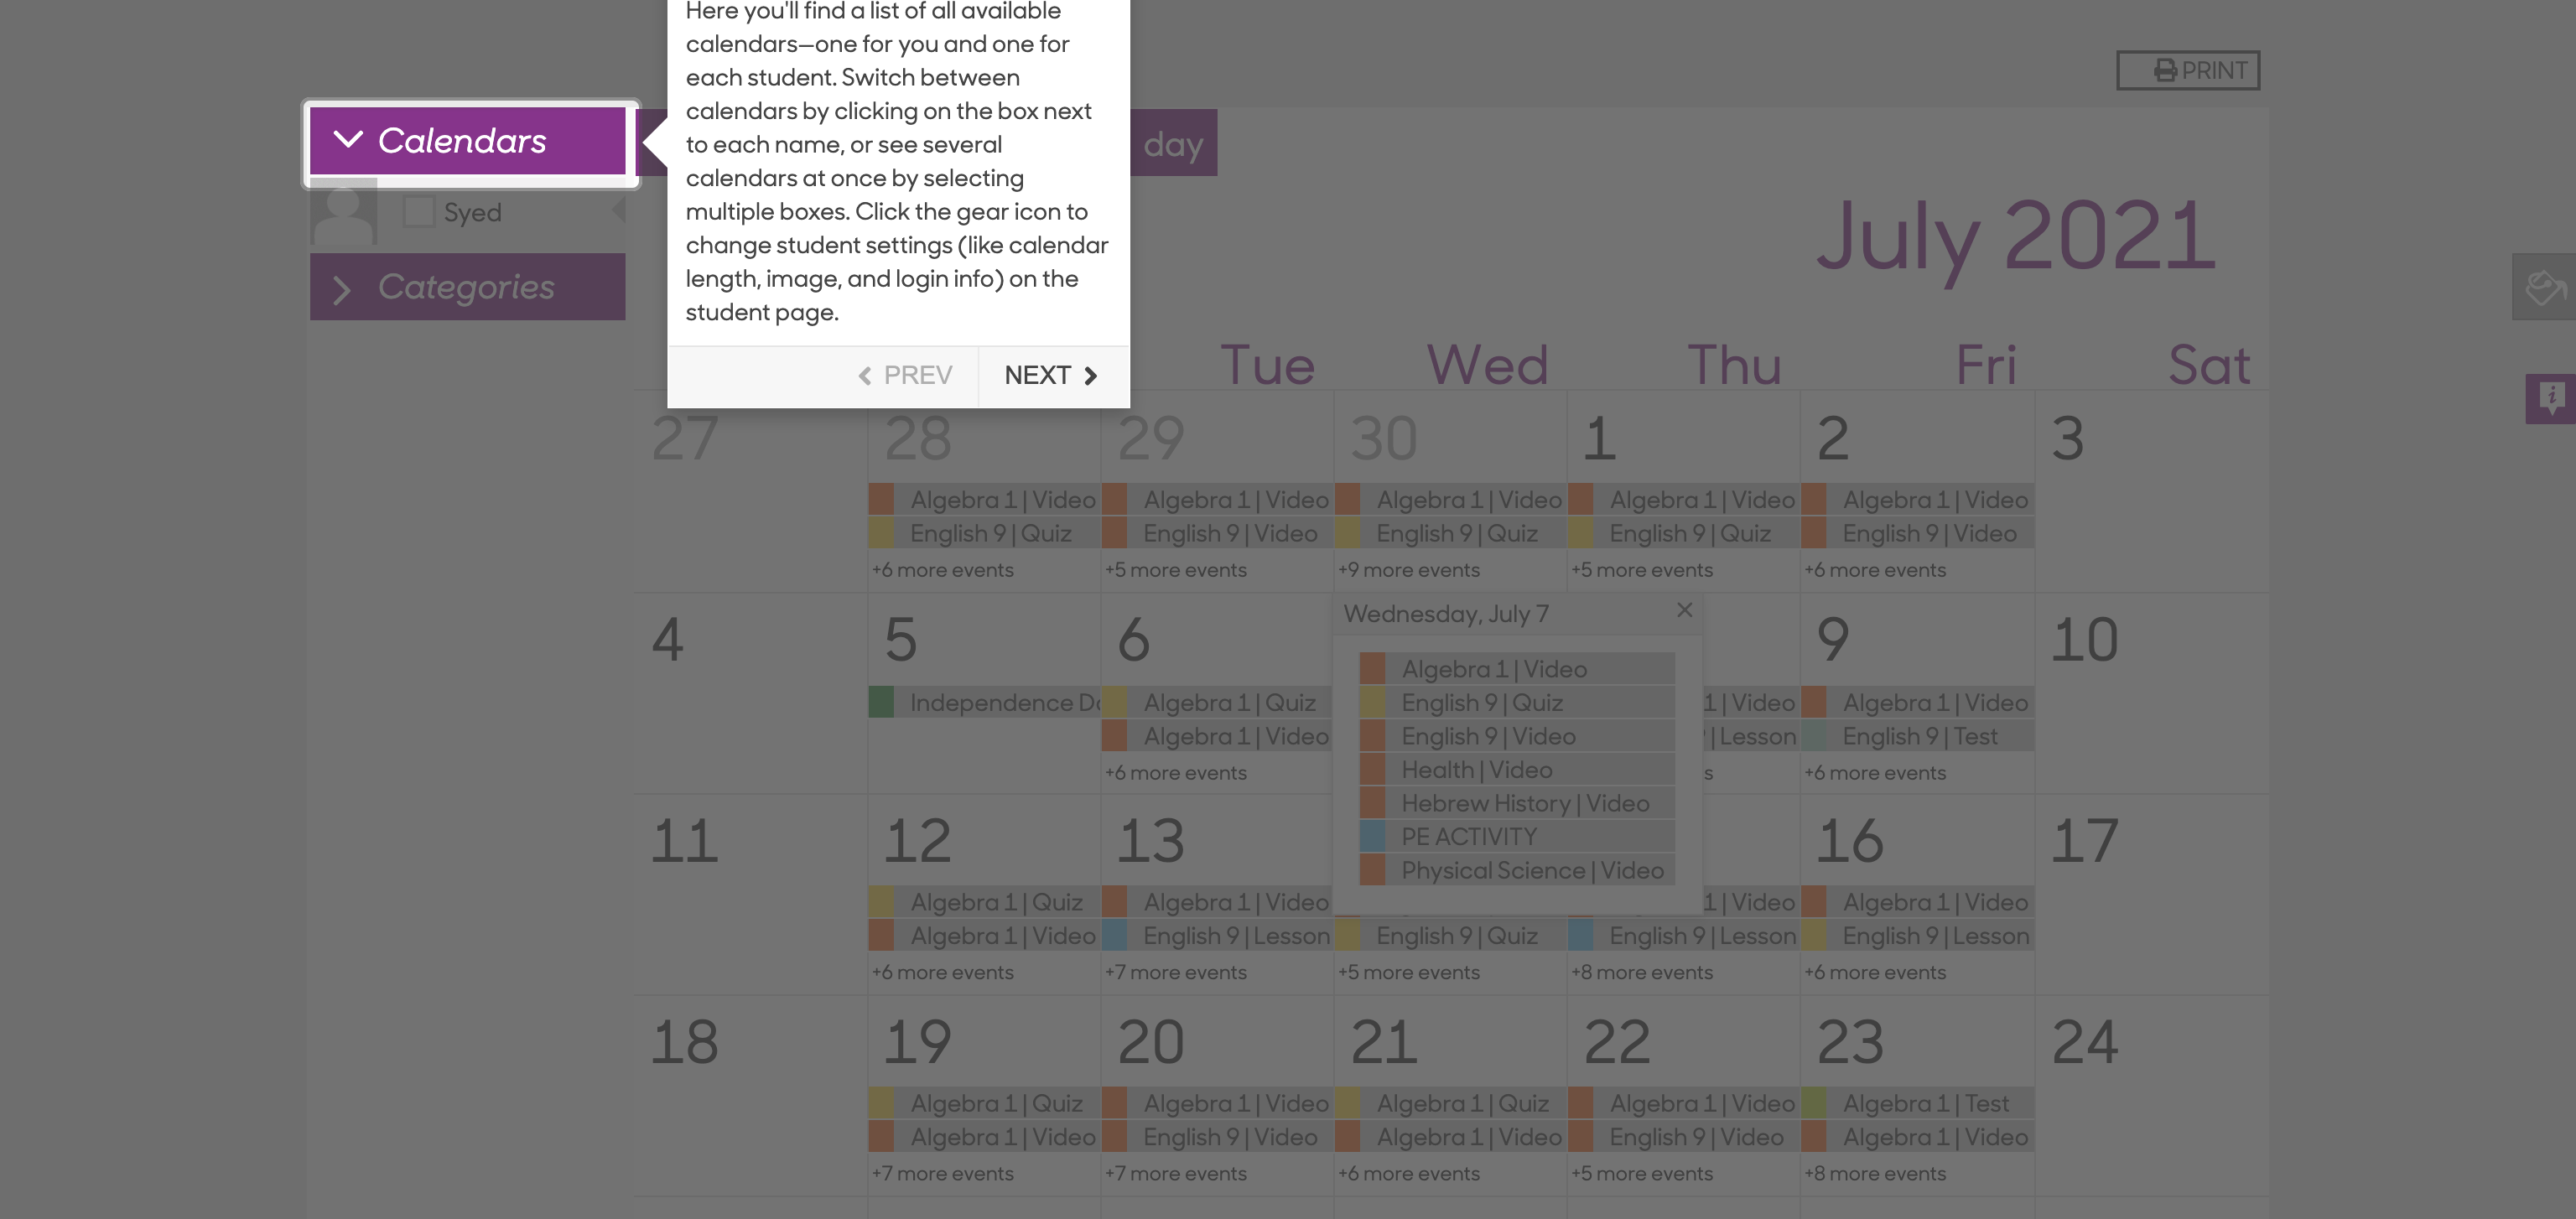 Here you'll find a list of all available
calendars—one for you and one for
each student. Switch between
calendars by clicking on the box next
to each name, or see several
calendars at once by selecting
multiple boxes. Click the gear icon to
change student settings (like calendar
length, image, and login info) on the
student page.
PREV NEXT
PRINT
Calendars
day
Syed
July 2021
Categories
Tue Wed Thu Fri Sat
27 28 29 30 1 2 3
Algebra 1 | Video Algebra 1 | Video Algebra 1 | Video Algebra 1 | Video Algebra 1 | Video
English 9 | Quiz English 9 | Video English 9 | Quiz English 9 | Quiz English 9 | Video
+6 more events +5 more events +9 more events +5 more events +6 more events
Wednesday, July 7
Algebra 1 | Video
English 9 | Quiz
English 9 | Video
Health | Video
Hebrew History | Video
PE ACTIVITY
Physical Science | Video
4 5 6 9 10
Independence Algebra 1 | Quiz 1 | Video Algebra 1 | Video
Algebra 1 | Video | Lesson English 9 | Test
+6 more events +6 more events
11 12 13 16 17
Algebra 1 | Quiz Algebra 1 | Video 1 | Video Algebra 1 | Video
Algebra 1 | Video English 9 | Lesson English 9 | Quiz English 9 | Lesson English 9 | Lesson
+6 more events +7 more events +5 more events +8 more events +6 more events
18 19 20 21 22 23 24
Algebra 1 | Quiz Algebra 1 | Video Algebra 1 | Quiz Algebra 1 | Video Algebra 1 | Test
Algebra 1 | Video English 9 | Video Algebra 1 | Video English 9 | Video Algebra 1 | Video
+7 more events +7 more events +6 more events +5 more events +8 more events